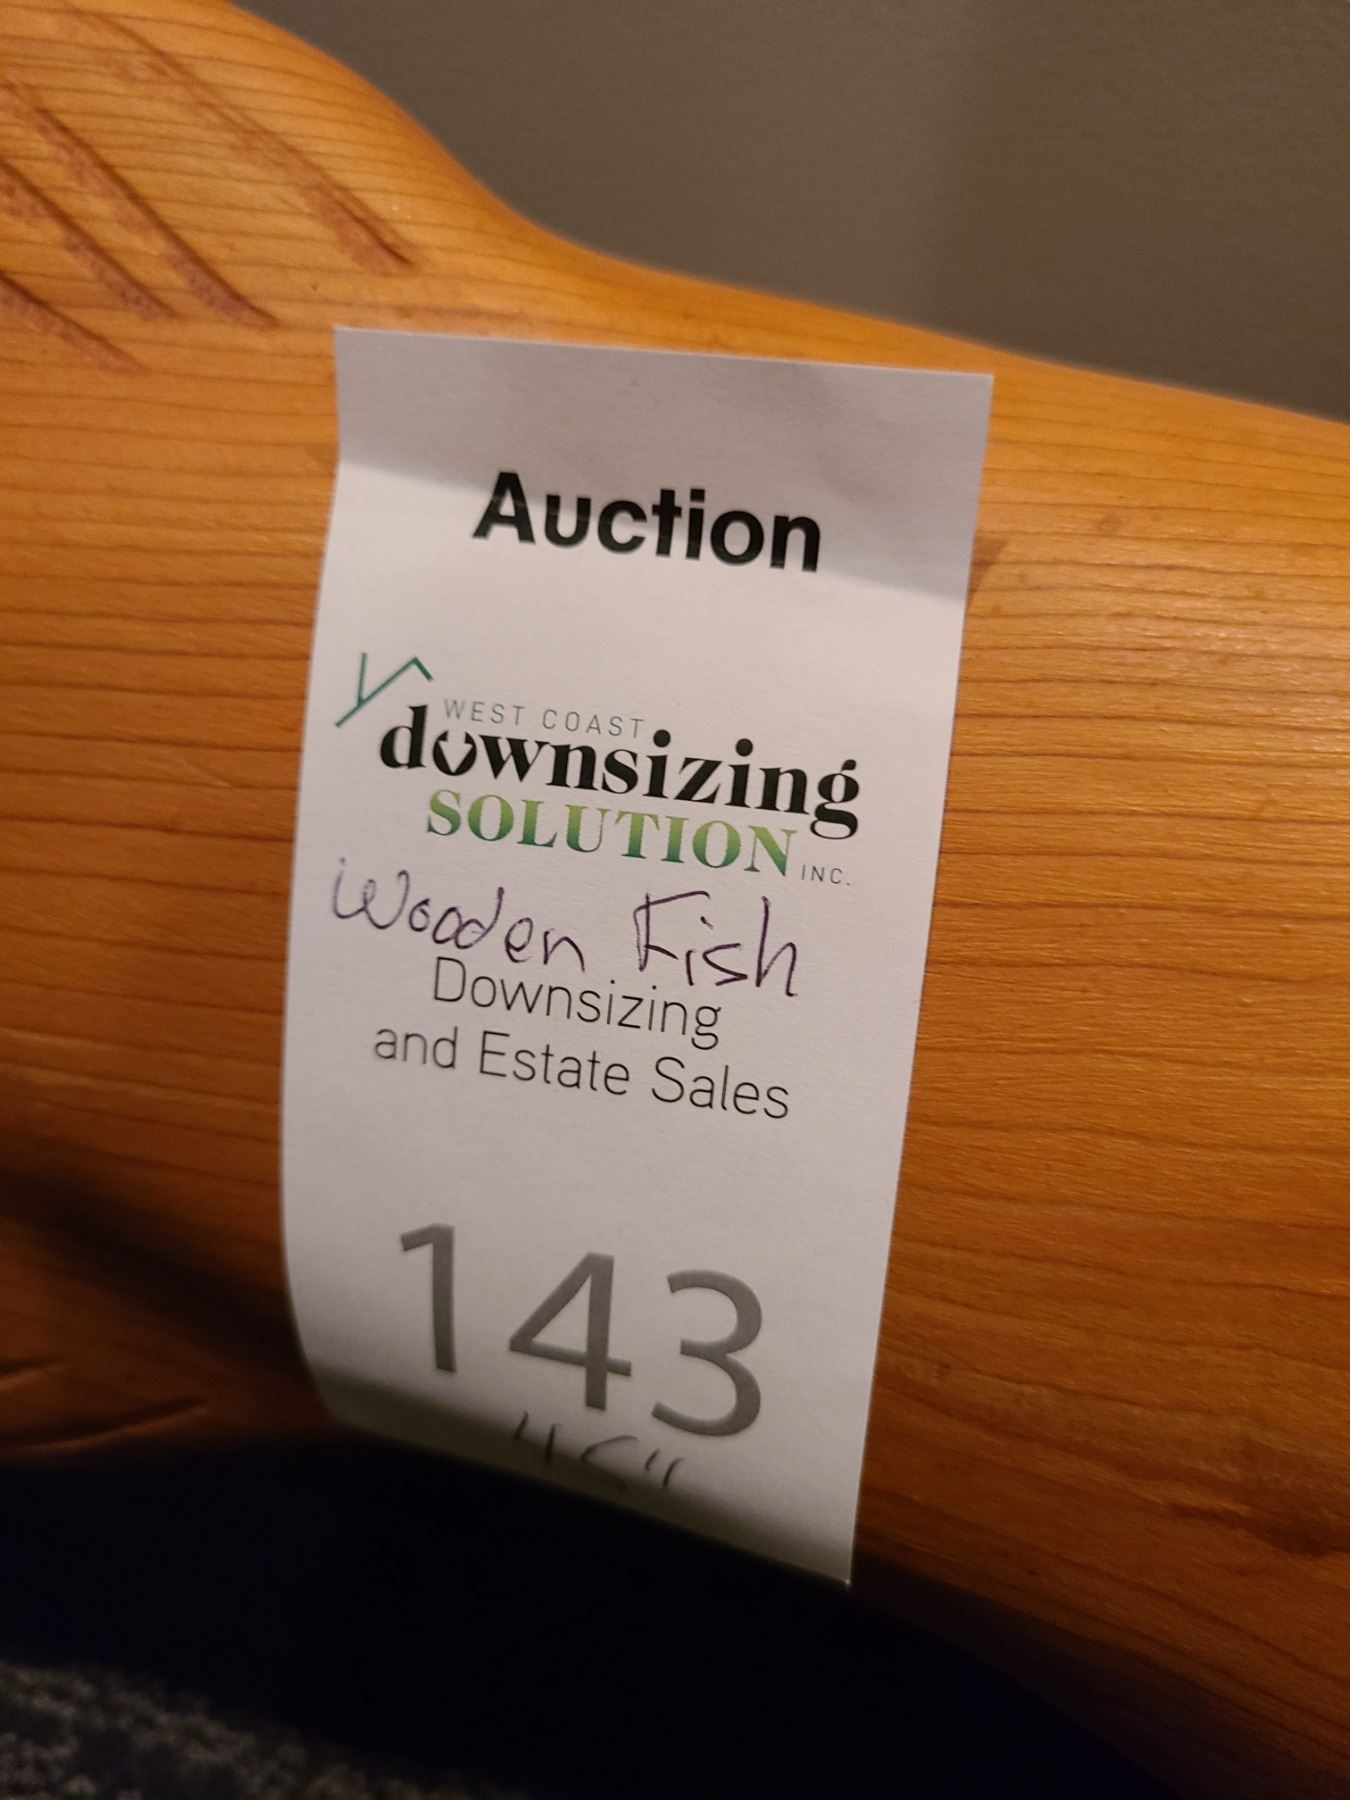 Auction
WEST COAST
downsizing
SOLUTION INC.
Wooden Fish
Downsizing
and Estate Sales
143